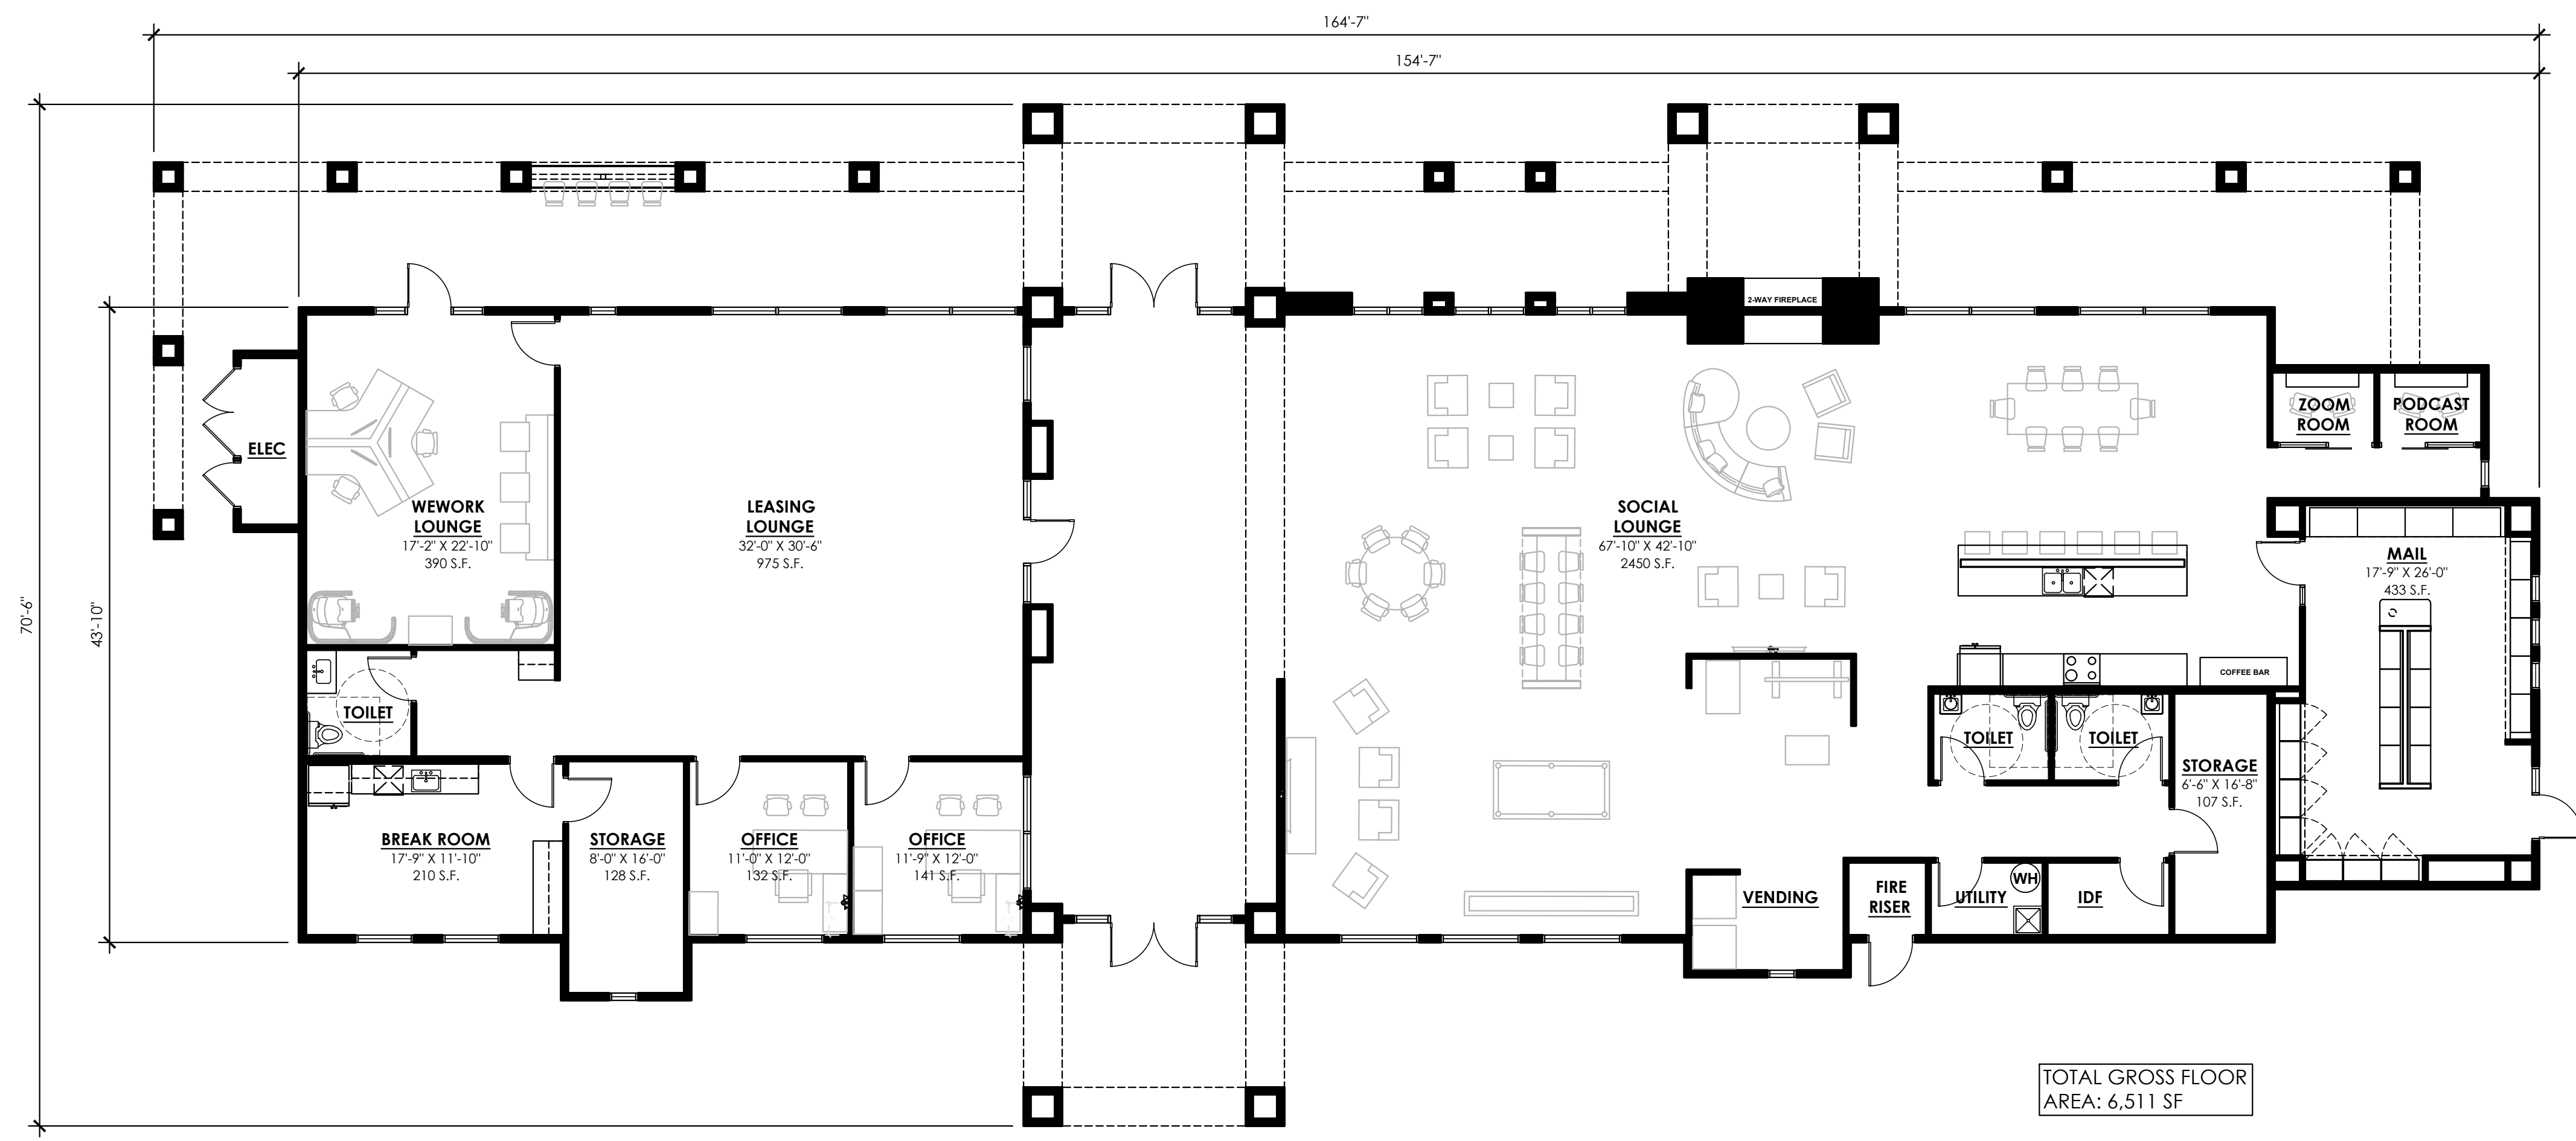 164'-7"
154'-7"
70'-6"
43'-10"
2-WAY FIREPLACE
ELEC
WEWORK
LOUNGE
17'-2" X 22'-10"
390 S.F.
LEASING
LOUNGE
32'-0" X 30'-6"
975 S.F.
SOCIAL
LOUNGE
67'-10" X 42'-10"
2450 S.F.
ZOOM
ROOM
PODCAST
ROOM
MAIL
17'-9" X 26'-0"
433 S.F.
COFFEE BAR
TOILET
TOILET
TOILET
STORAGE
6'-6" X 16'-8"
107 S.F.
BREAK ROOM
17'-9" X 11'-10"
210 S.F.
STORAGE
8'-0" X 16'-0"
128 S.F.
OFFICE
11'-0" X 12'-0"
132 S.F.
OFFICE
11'-9" X 12'-0"
141 S.F.
VENDING
FIRE
RISER
UTILITY
WH
IDF
TOTAL GROSS FLOOR
AREA: 6,511 SF